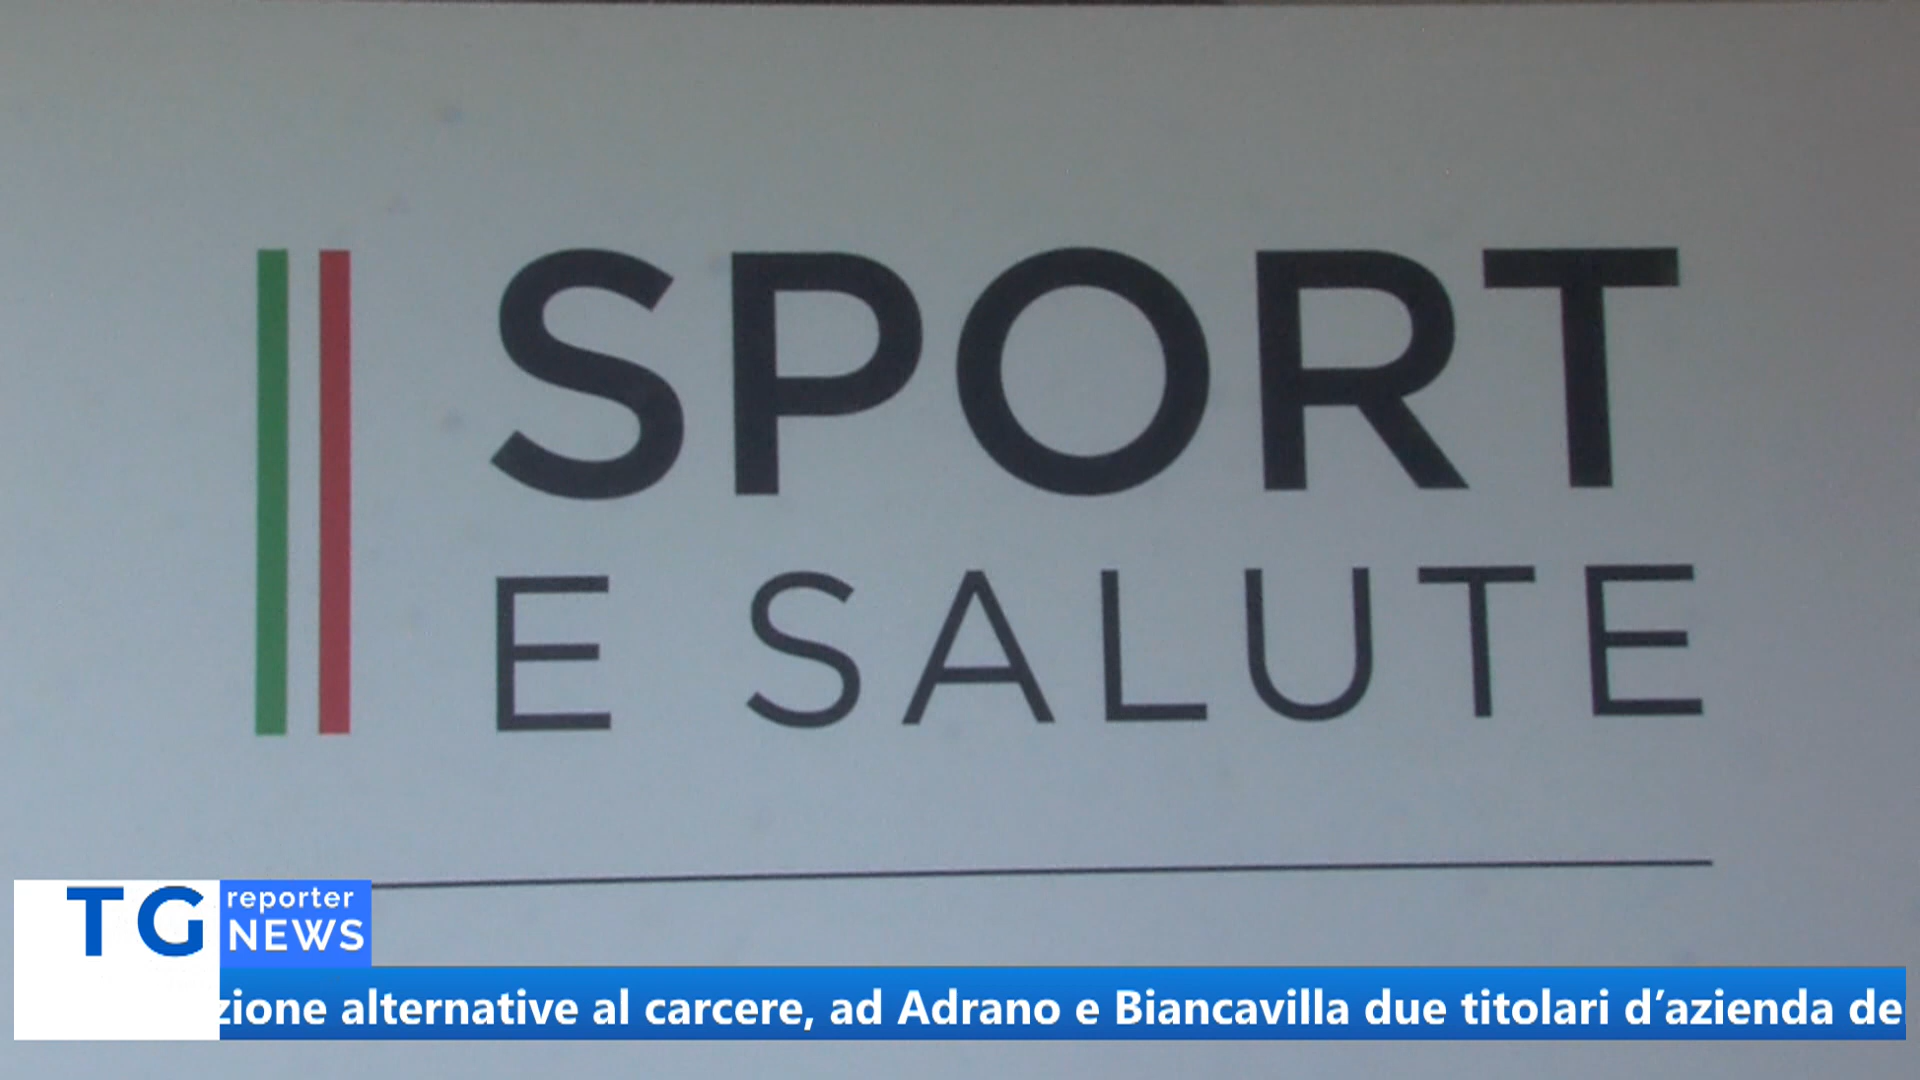 SPORT
E SALUTE
TG reporter
NEWS
zione alternative al carcere, ad Adrano e Biancavilla due titolari d’azienda de